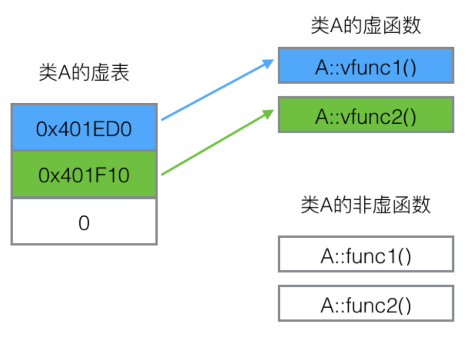 类A的虚函数
A::vfunc1()
类A的虚表
0x401ED0
A::vfunc2()
0x401F10
0
类A的非虚函数
A::func1()
A::func2()